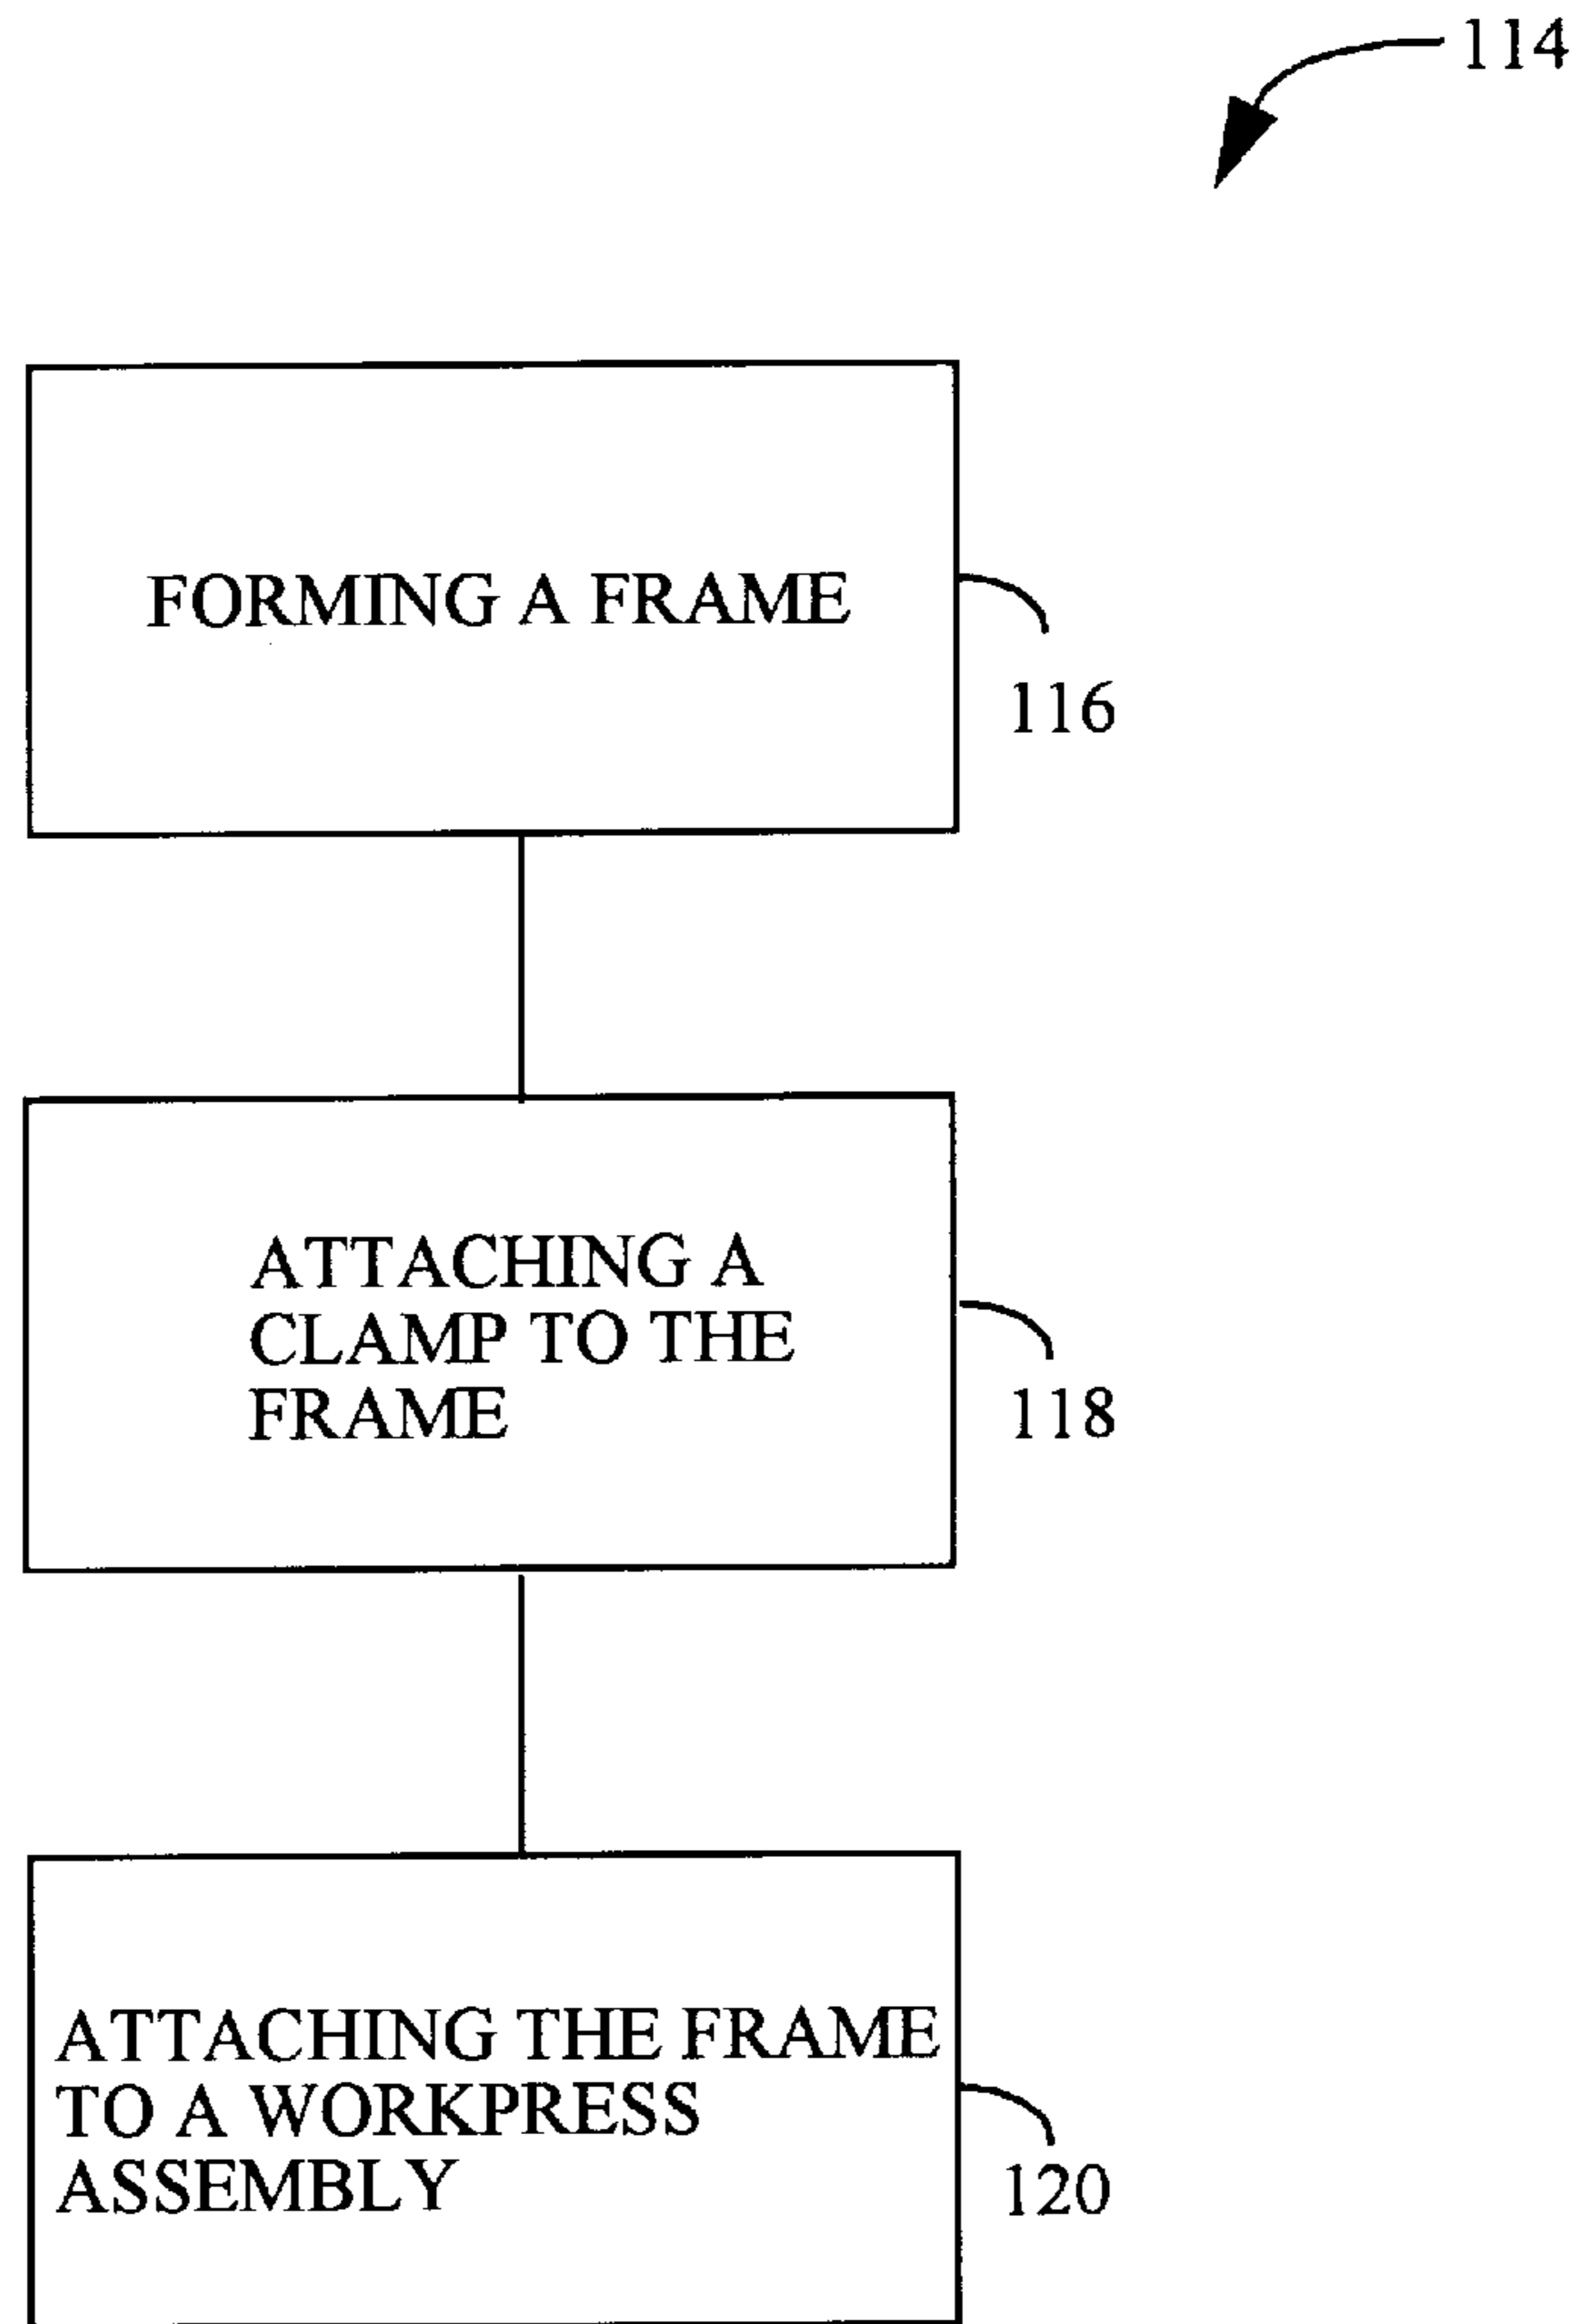 114
FORMING A FRAME
116
ATTACHING A
CLAMP TO THE
FRAME
118
ATTACHING THE FRAME
TO A WORKPRESS
ASSEMBLY
120